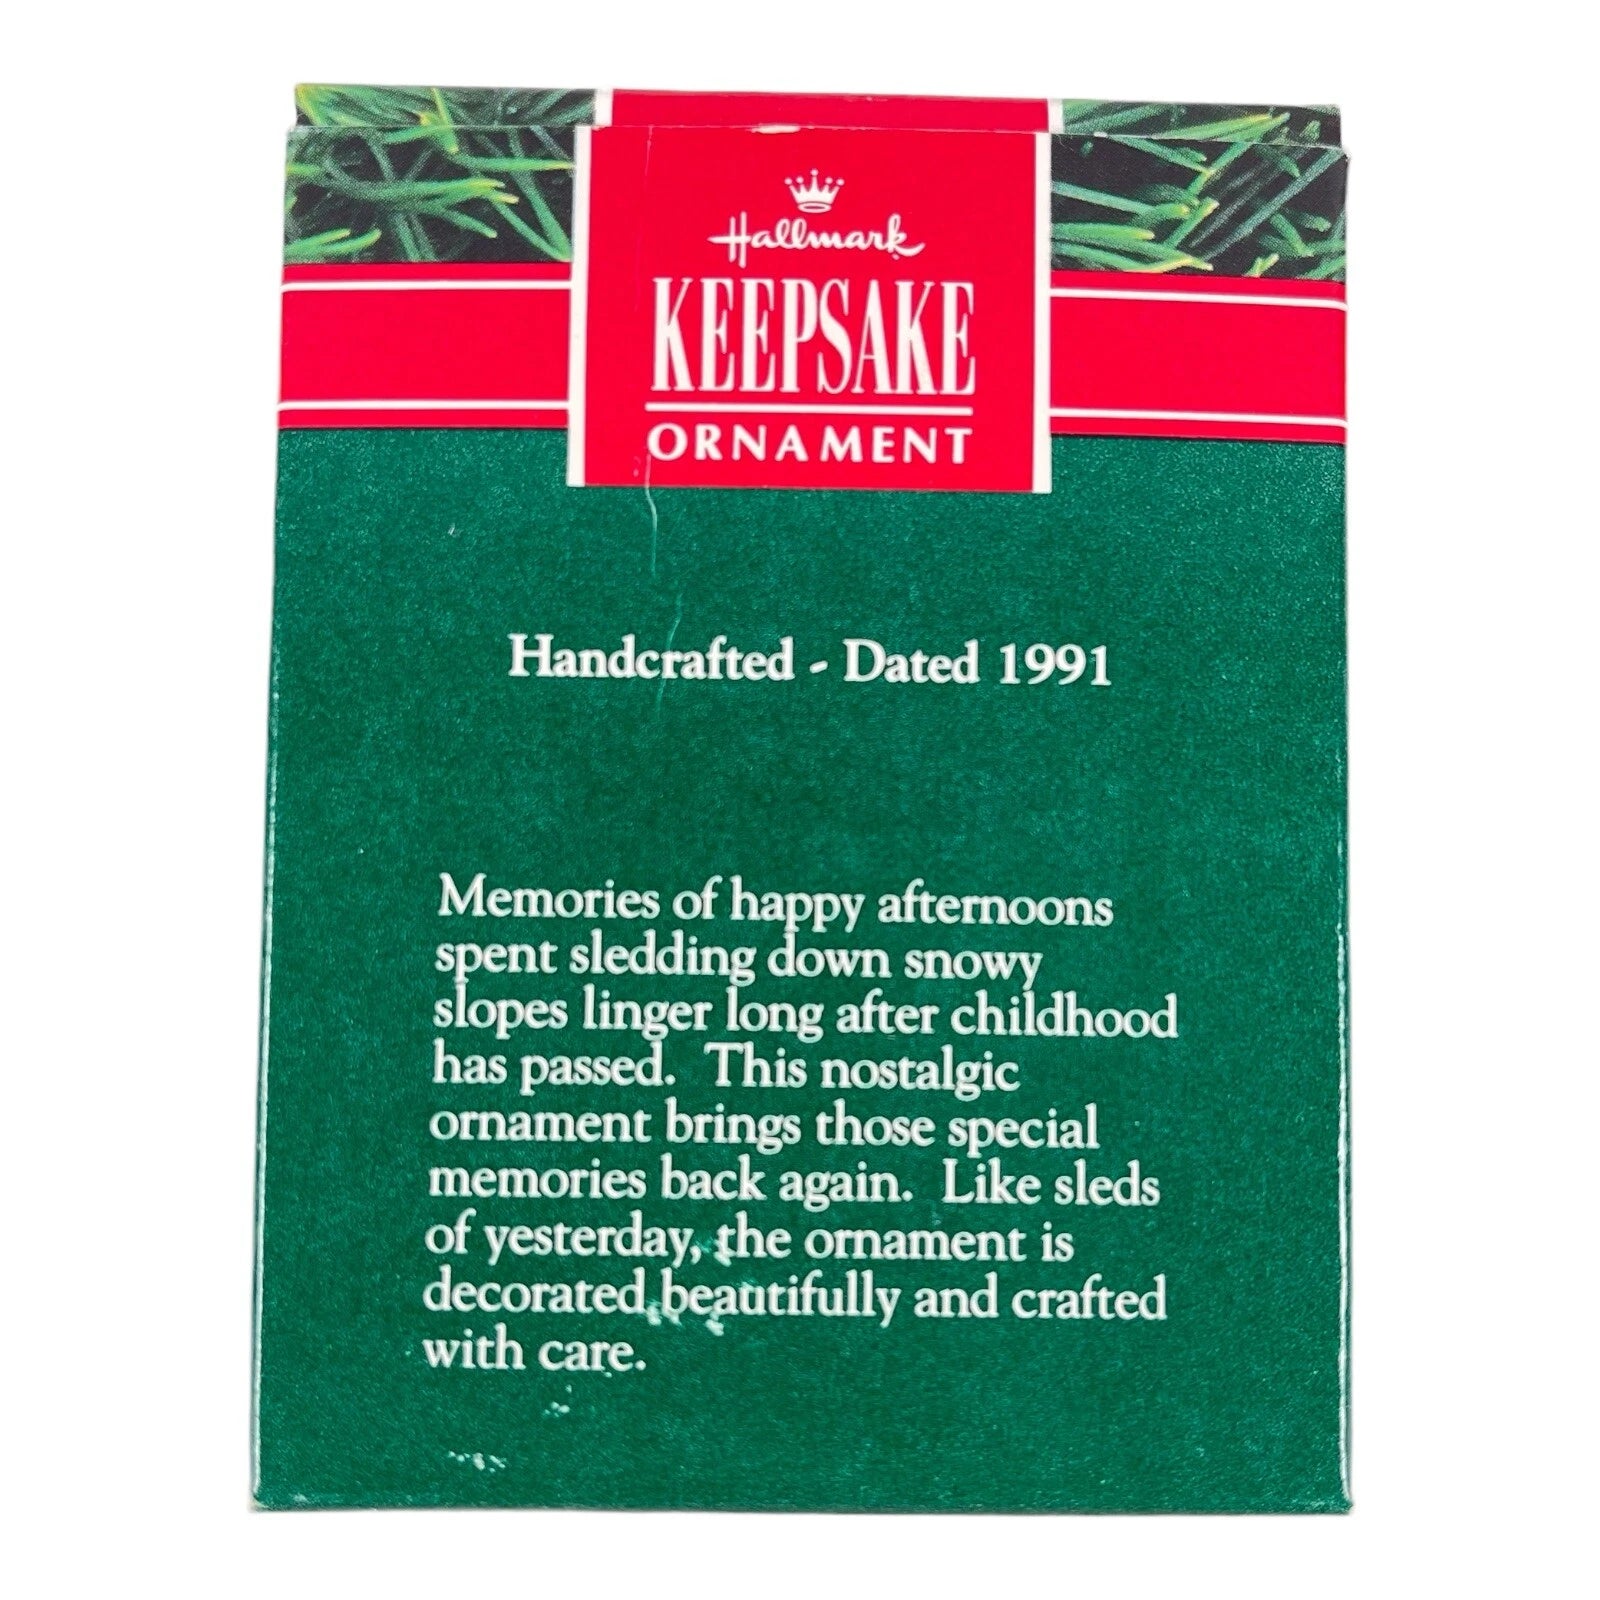 Hallmark
KEEPSAKE
ORNAMENT
Handcrafted - Dated 1991
Memories of happy afternoons
spent sledding down snowy
slopes linger long after childhood
has passed. This nostalgic
ornament brings those special
memories back again. Like sleds
of yesterday, the ornament is
decorated beautifully and crafted
with care.